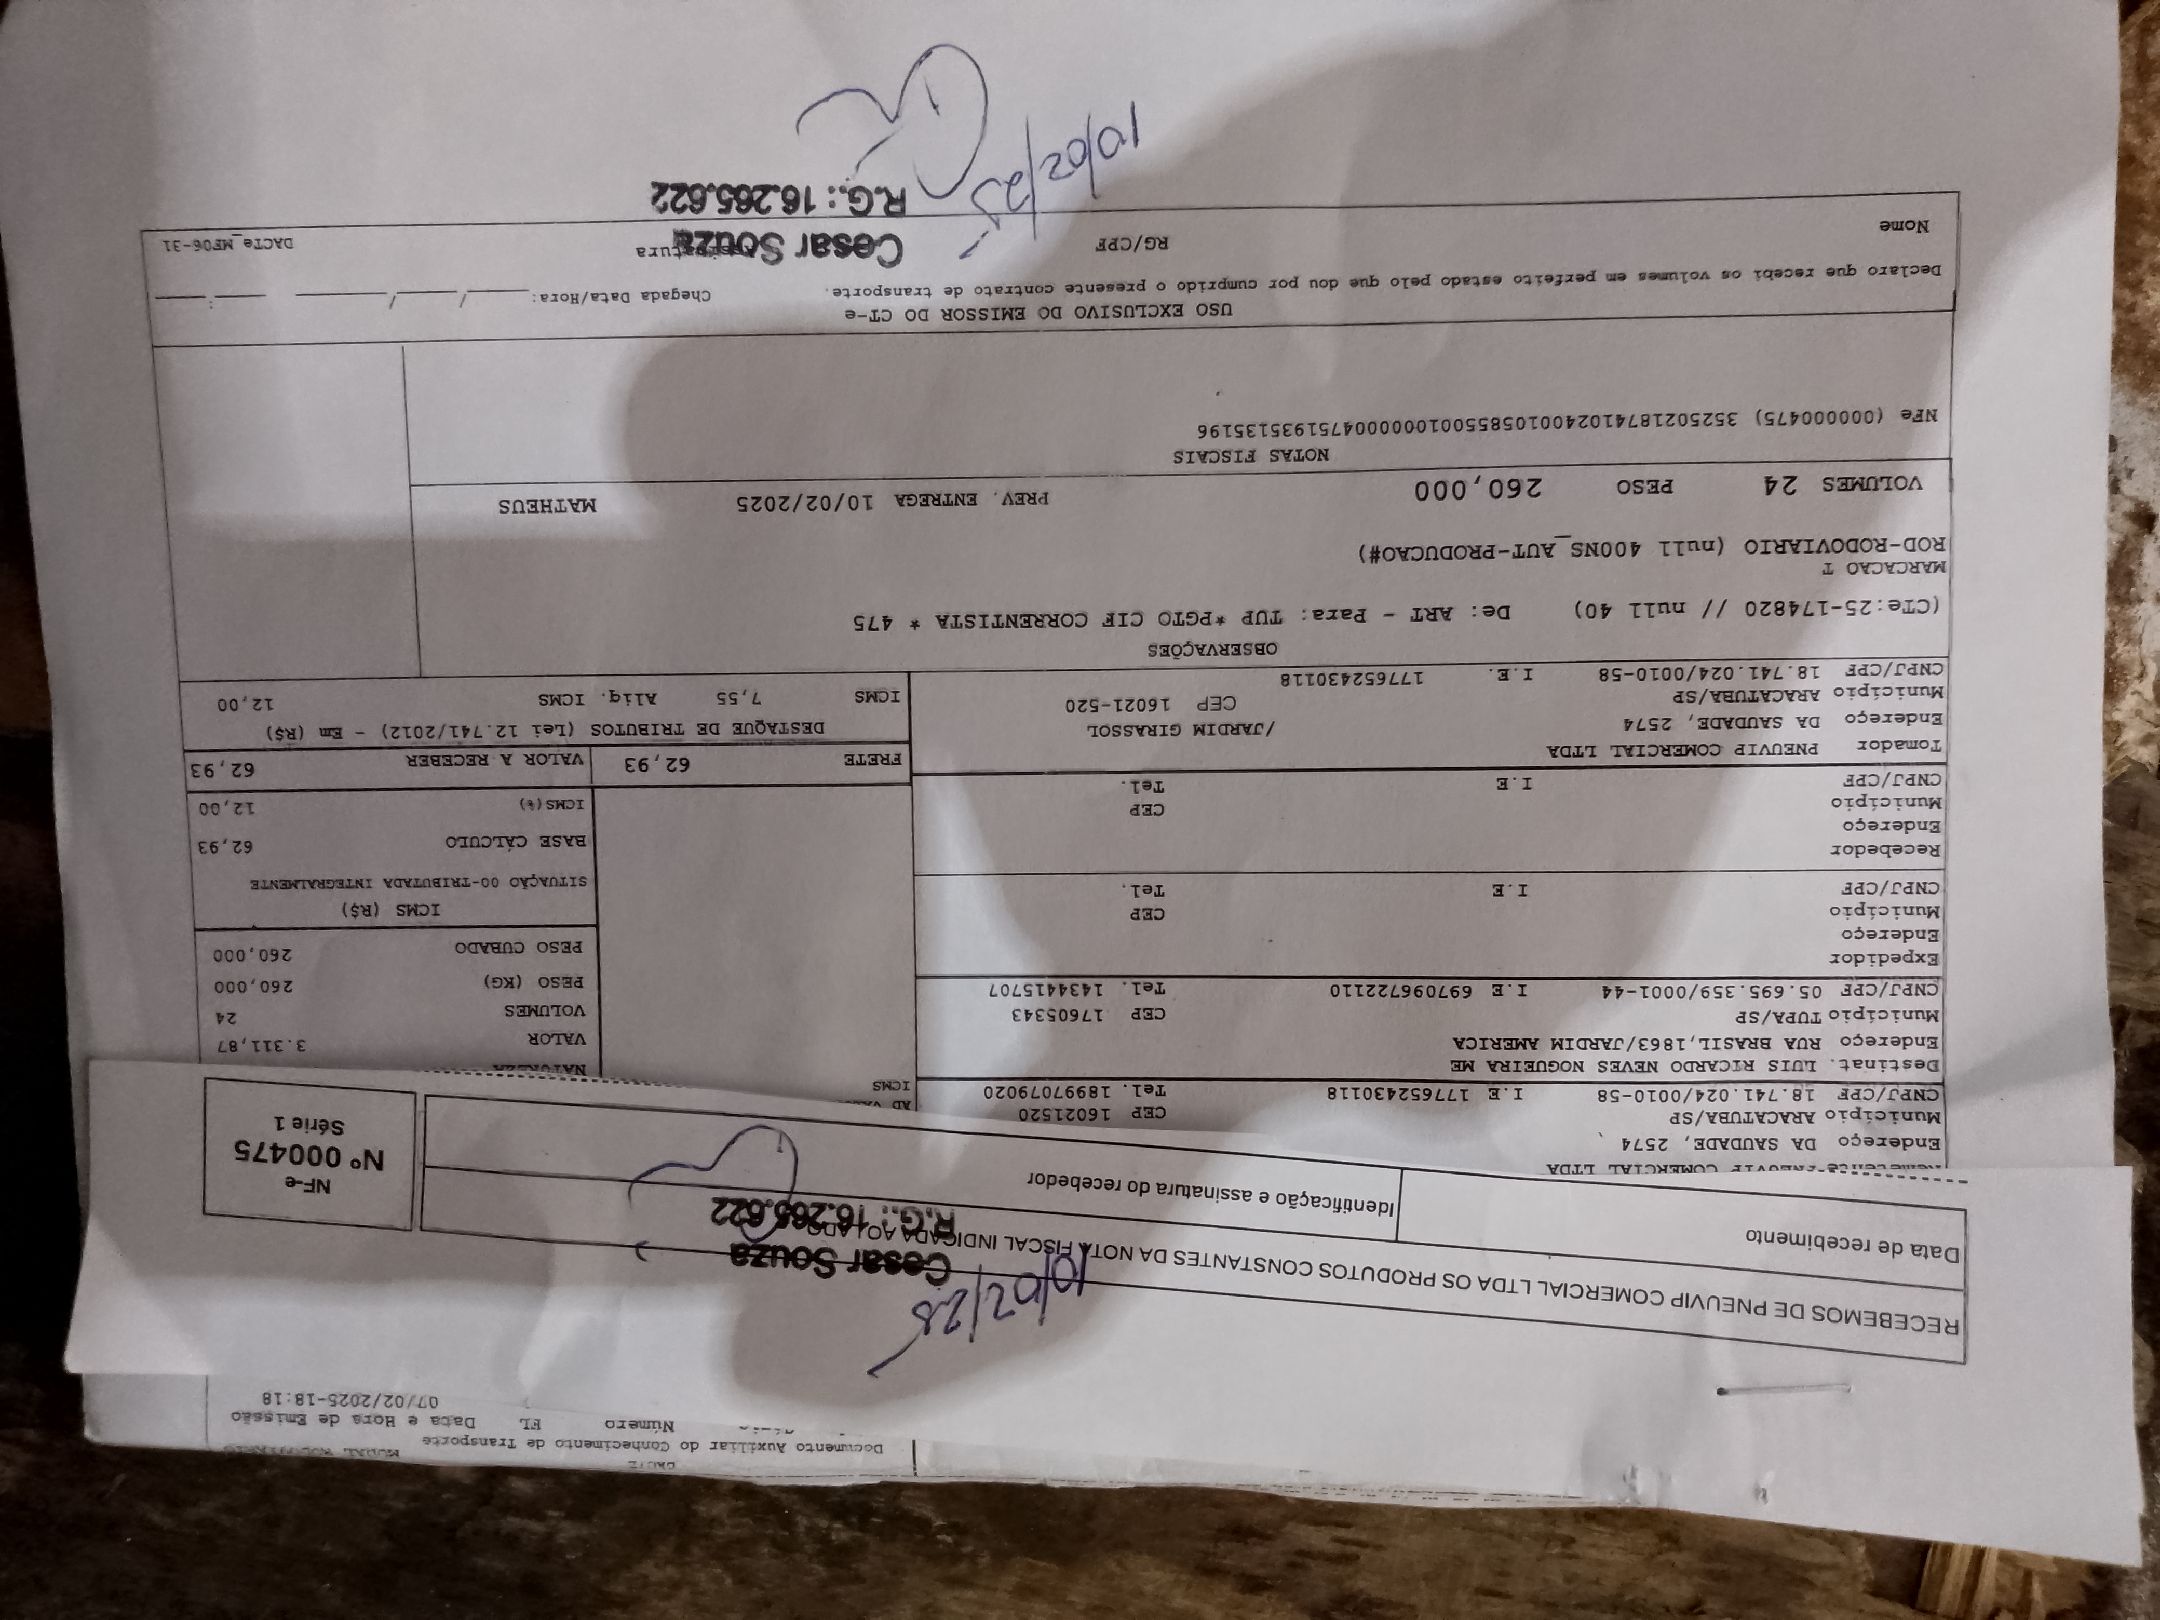 Documento Auxiliar do Conhecimento de Transporte
Número FL Data e Hora de Emissão
07/02/2025-18:18
RECEBEMOS DE PNEUVIP COMERCIAL LTDA OS PRODUTOS CONSTANTES DA NOTA FISCAL INDICADA AO LADO
10/02/25
Cesar Souza
R.G.: 16.265.622
Data de recebimento
Identificação e assinatura do recebedor
NF-e
Nº 000475
Série 1
PNEUVIP COMERCIAL LTDA
Endereço DA SAUDADE, 2574
Município ARACATUBA/SP CEP 16021520
CNPJ/CPF 18.741.024/0010-58 I.E 177652430118 Tel. 18997079020
ICMS
Destinat. LUIS RICARDO NEVES NOGUEIRA ME
Endereço RUA BRASIL,1863/JARDIM AMERICA
Município TUPA/SP CEP 17605343
CNPJ/CPF 05.695.359/0001-44 I.E 697096722110 Tel. 1434415707
Expedidor
Endereço
Município CEP
CNPJ/CPF I.E Tel.
Recebedor
Endereço
Município CEP
CNPJ/CPF I.E Tel.
Tomador PNEUVIP COMERCIAL LTDA
Endereço DA SAUDADE, 2574 /JARDIM GIRASSOL
Município ARACATUBA/SP CEP 16021-520
CNPJ/CPF 18.741.024/0010-58 I.E. 177652430118
NATUREZA
VALOR 3.311,87
VOLUMES 24
PESO (KG) 260,000
PESO CUBADO 260,000
ICMS (R$)
SITUAÇÃO 00-TRIBUTADA INTEGRALMENTE
BASE CÁLCULO 62,93
ICMS(%) 12,00
FRETE 62,93 VALOR A RECEBER 62,93
DESTAQUE DE TRIBUTOS (Lei 12.741/2012) - Em (R$)
ICMS 7,55 Aliq. ICMS 12,00
OBSERVAÇÕES
(CTe:25-174820 // null 40) De: ART - Para: TUP *PGTO CIF CORRENTISTA * 475
MARCACAO T
ROD-RODOVIARIO (null 400NS_AUT-PRODUCAO#)
VOLUMES 24 PESO 260,000 PREV. ENTREGA 10/02/2025 MATHEUS
NOTAS FISCAIS
NFe (00000475) 35250218741024001058550010000004751935135196
USO EXCLUSIVO DO EMISSOR DO CT-e
Declaro que recebi os volumes em perfeito estado pelo que dou por cumprido o presente contrato de transporte. Chegada Data/Hora: ___/___/___ ___:___
Nome RG/CPF Assinatura DACTe_MF06-31
Cesar Souza
R.G.: 16.265.622
10/02/25